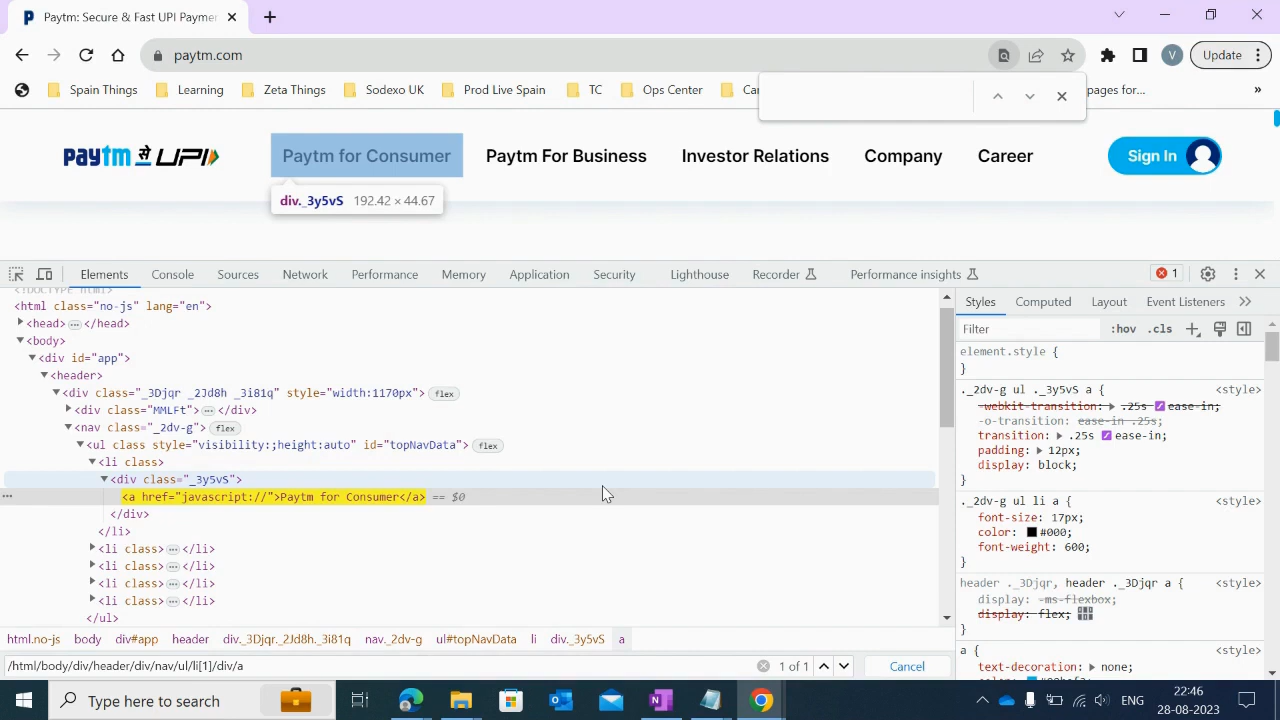 Paytm: Secure & Fast UPI Paymer
paytm.com
Update
Spain Things Learning Zeta Things Sodexo UK Prod Live Spain TC Ops Center pages for... »
paytm से UPI Paytm for Consumer Paytm For Business Investor Relations Company Career Sign In
div._3y5vS 192.42 × 44.67
Elements Console Sources Network Performance Memory Application Security Lighthouse Recorder Performance insights 1
<!DOCTYPE html>
<html class="no-js" lang="en">
<head> ... </head>
<body>
<div id="app">
<header>
<div class="_3Djqr _2Jd8h _3i81q" style="width:1170px"> flex
<div class="MMLFt"> ... </div>
<nav class="_2dv-g"> flex
<ul class style="visibility:;height:auto" id="topNavData"> flex
<li class>
<div class="_3y5vS">
... <a href="javascript://">Paytm for Consumer</a> == $0
</div>
</li>
<li class> ... </li>
<li class> ... </li>
<li class> ... </li>
<li class> ... </li>
</ul>
html.no-js body div#app header div._3Djqr._2Jd8h._3i81q nav._2dv-g ul#topNavData li div._3y5vS a
/html/body/div/header/div/nav/ul/li[1]/div/a 1 of 1 Cancel
Styles Computed Layout Event Listeners »
Filter :hov .cls
element.style {
}
._2dv-g ul ._3y5vS a { <style>
-webkit-transition: .25s ease-in;
-o-transition: ease-in .25s;
transition: .25s ease-in;
padding: 12px;
display: block;
}
._2dv-g ul li a { <style>
font-size: 17px;
color: #000;
font-weight: 600;
}
header ._3Djqr, header ._3Djqr a { <style>
display: -ms-flexbox;
display: flex;
}
a { <style>
text-decoration: none;
Type here to search
ENG 22:46
28-08-2023